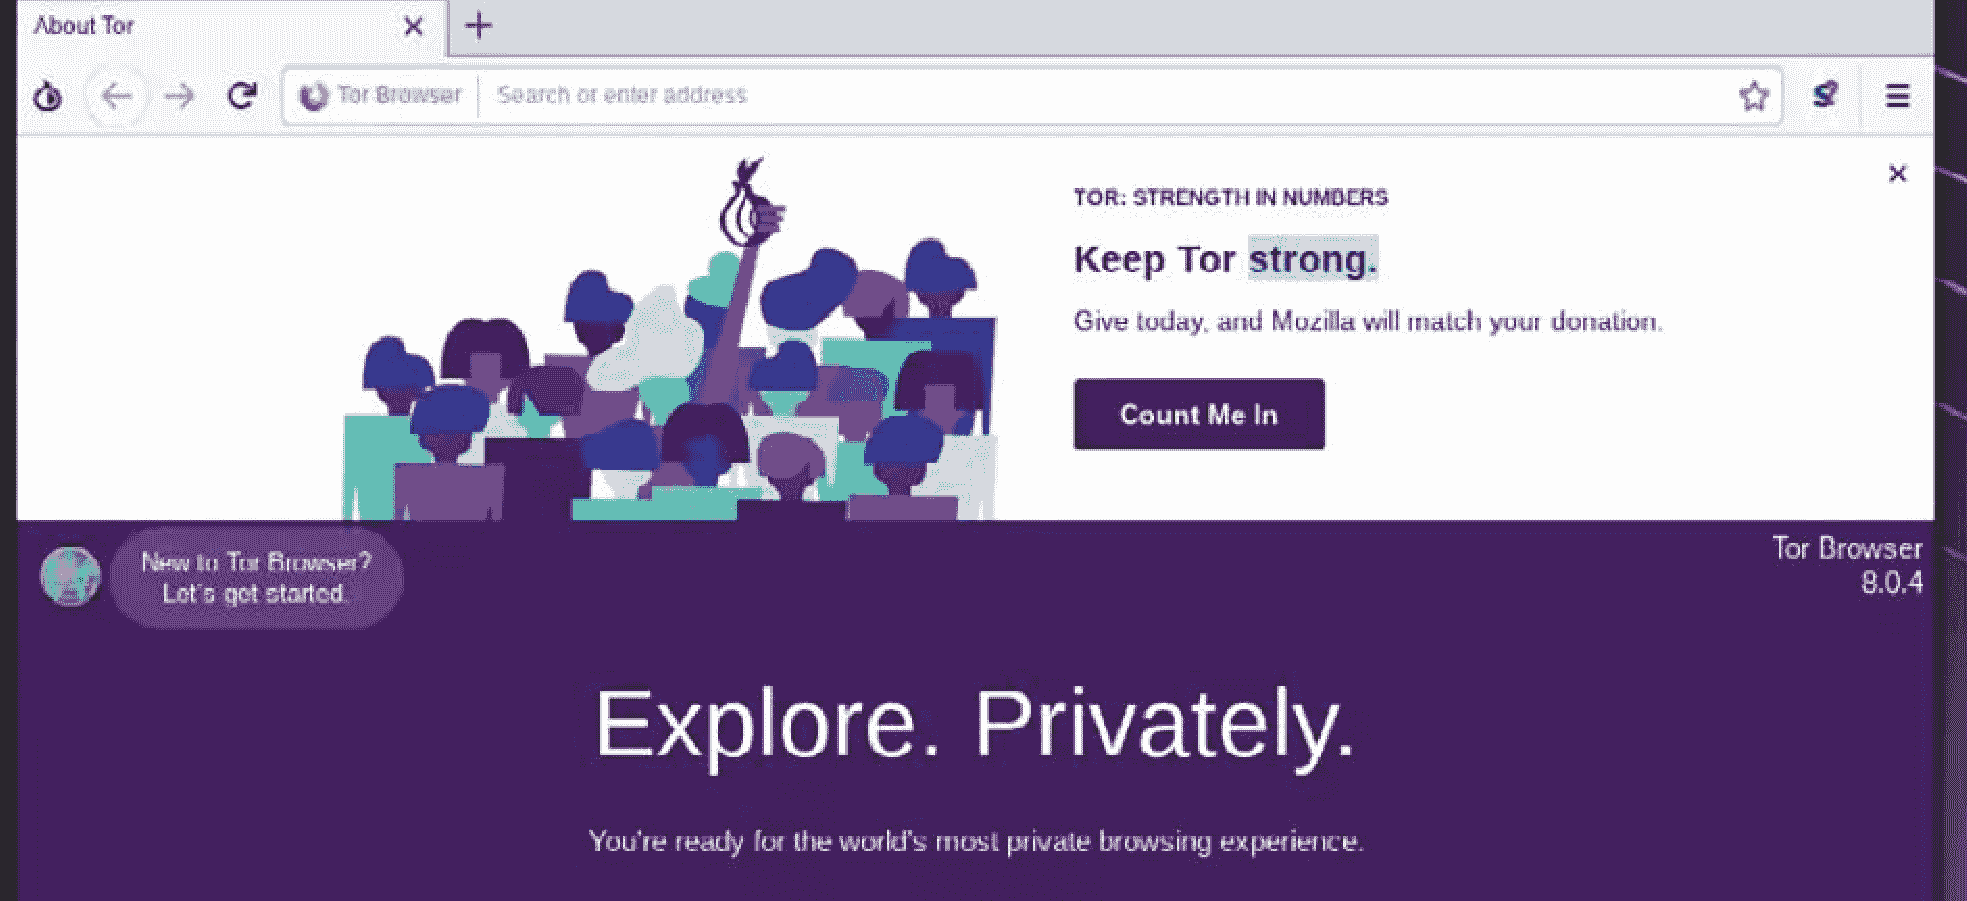 About Tor
Tor Browser
Search or enter address
TOR: STRENGTH IN NUMBERS
Keep Tor strong.
Give today, and Mozilla will match your donation.
Count Me In
New to Tor Browser?
Let's get started.
Tor Browser
8.0.4
Explore. Privately.
You're ready for the world's most private browsing experience.